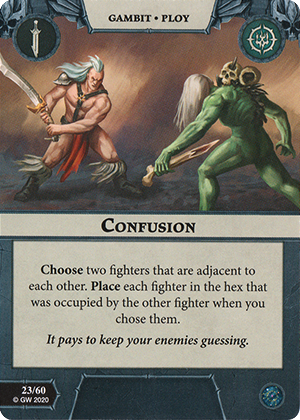 GAMBIT • PLOY
CONFUSION
Choose two fighters that are adjacent to
each other. Place each fighter in the hex that
was occupied by the other fighter when you
chose them.
It pays to keep your enemies guessing.
23/60
© GW 2020